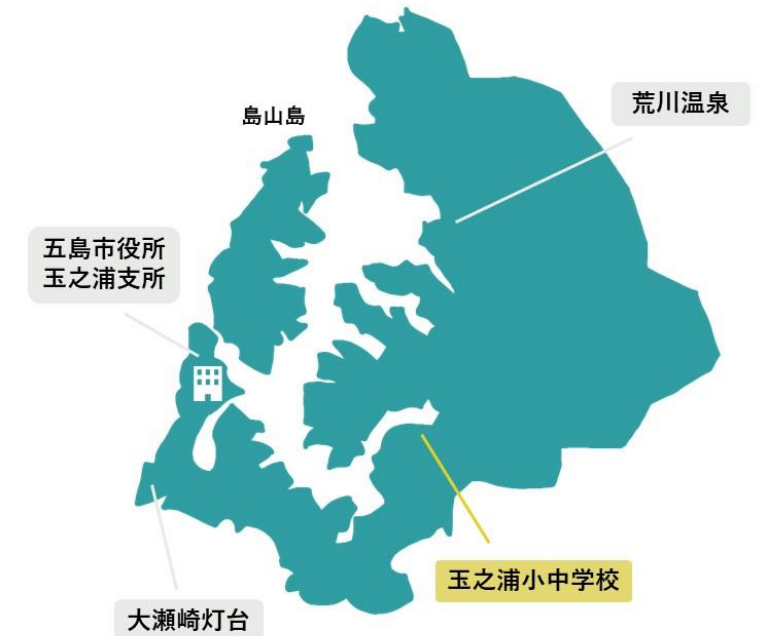 荒川温泉
島山島
五島市役所
玉之浦支所
玉之浦小中学校
大瀬崎灯台